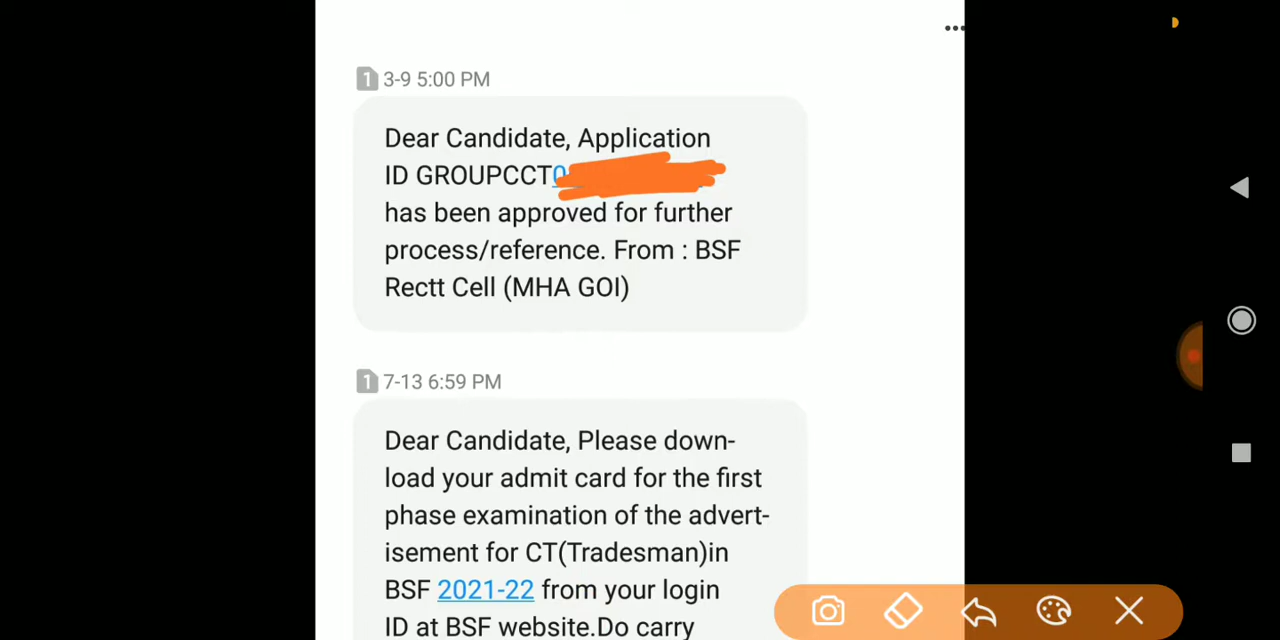 1 3-9 5:00 PM
Dear Candidate, Application
ID GROUPCCT0
has been approved for further
process/reference. From : BSF
Rectt Cell (MHA GOI)
1 7-13 6:59 PM
Dear Candidate, Please down-
load your admit card for the first
phase examination of the advert-
isement for CT(Tradesman)in
BSF 2021-22 from your login
ID at BSF website.Do carry